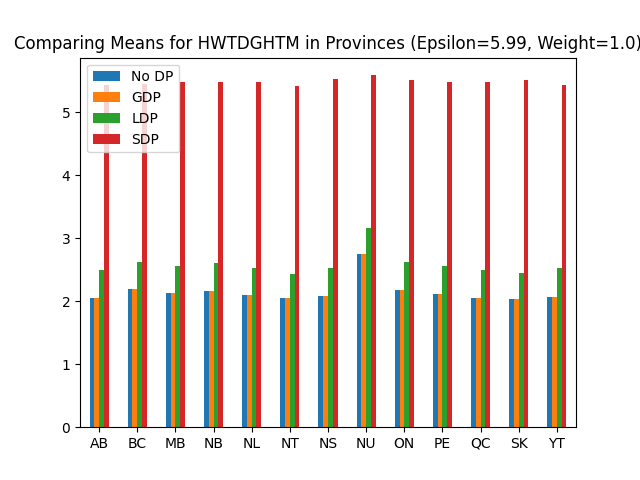 Comparing Means for HWTDGHTM in Provinces (Epsilon=5.99, Weight=1.0)
No DP
GDP
LDP
SDP
5
4
3
2
1
0
AB BC MB NB NL NT NS NU ON PE QC SK YT